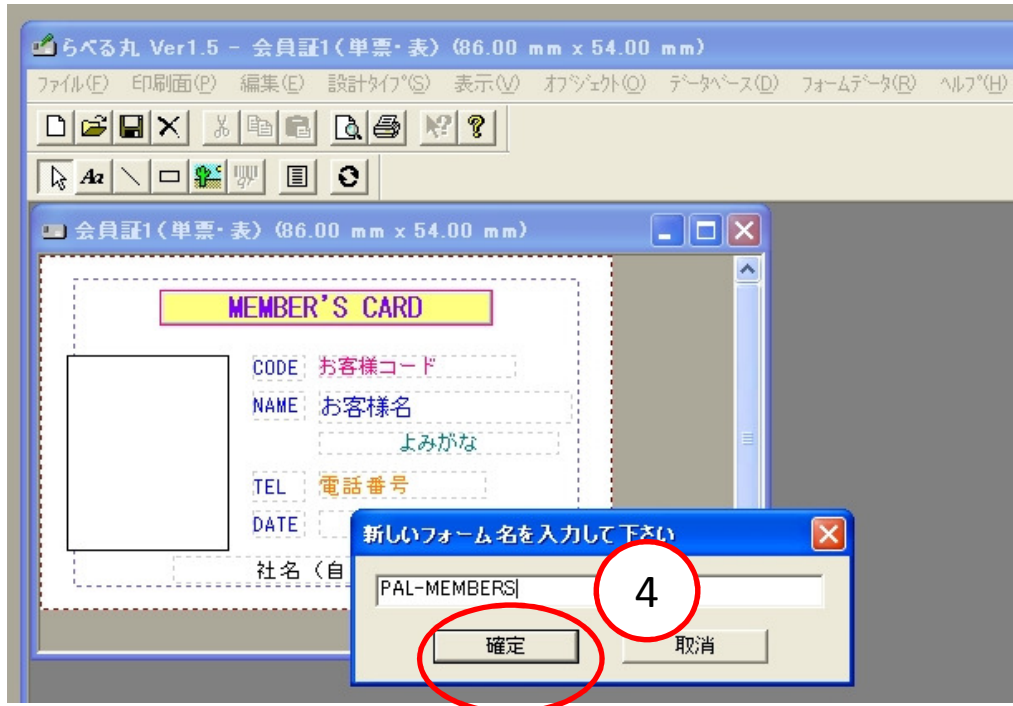 らべる丸 Ver1.5 - 会員証1(単票・表) (86.00 mm x 54.00 mm)
ファイル(F) 印刷面(P) 編集(E) 設計タイプ(S) 表示(V) オブジェクト(O) データベース(D) フォームデータ(R) ヘルプ(H)
Aa
会員証1(単票・表) (86.00 mm x 54.00 mm)
MEMBER'S CARD
CODE お客様コード
NAME お客様名
よみがな
TEL 電話番号
DATE
社名(自
新しいフォーム名を入力して下さい
PAL-MEMBERS
4
確定 取消